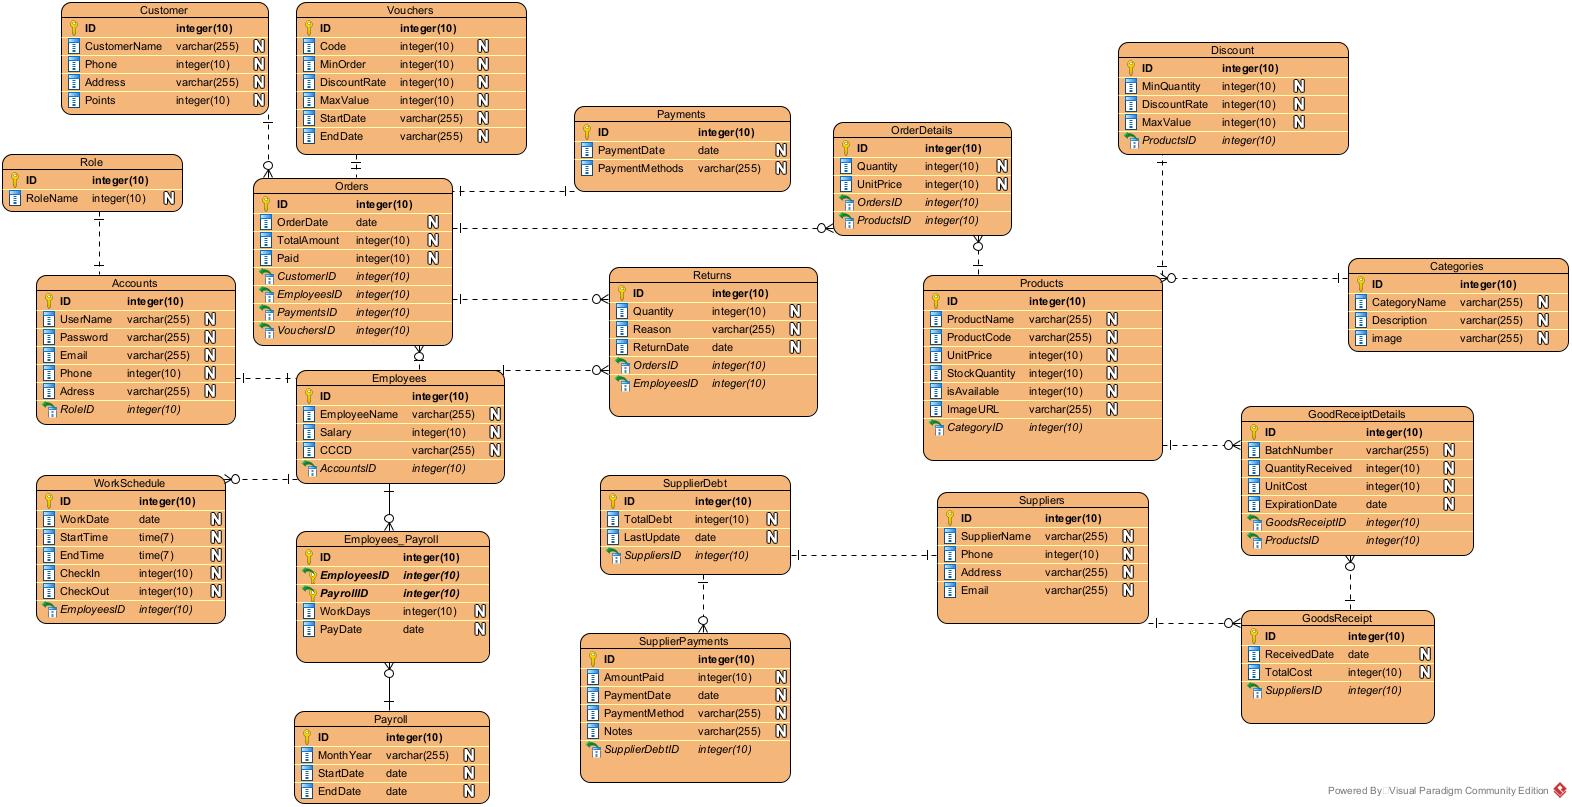 Customer
ID integer(10)
CustomerName varchar(255) N
Phone integer(10) N
Address varchar(255) N
Points integer(10) N
Vouchers
ID integer(10)
Code integer(10) N
MinOrder integer(10) N
DiscountRate integer(10) N
MaxValue integer(10) N
StartDate varchar(255) N
EndDate varchar(255) N
Discount
ID integer(10)
MinQuantity integer(10) N
DiscountRate integer(10) N
MaxValue integer(10) N
ProductsID integer(10)
Payments
ID integer(10)
PaymentDate date N
PaymentMethods varchar(255) N
OrderDetails
ID integer(10)
Quantity integer(10) N
UnitPrice integer(10) N
OrdersID integer(10)
ProductsID integer(10)
Role
ID integer(10)
RoleName integer(10) N
Orders
ID integer(10)
OrderDate date N
TotalAmount integer(10) N
Paid integer(10) N
CustomerID integer(10)
EmployeesID integer(10)
PaymentsID integer(10)
VouchersID integer(10)
Returns
ID integer(10)
Quantity integer(10) N
Reason varchar(255) N
ReturnDate date N
OrdersID integer(10)
EmployeesID integer(10)
Products
ID integer(10)
ProductName varchar(255) N
ProductCode varchar(255) N
UnitPrice integer(10) N
StockQuantity integer(10) N
isAvailable integer(10) N
ImageURL varchar(255) N
CategoryID integer(10)
Categories
ID integer(10)
CategoryName varchar(255) N
Description varchar(255) N
image varchar(255) N
Accounts
ID integer(10)
UserName varchar(255) N
Password varchar(255) N
Email varchar(255) N
Phone integer(10) N
Adress varchar(255) N
RoleID integer(10)
Employees
ID integer(10)
EmployeeName varchar(255) N
Salary integer(10) N
CCCD varchar(255) N
AccountsID integer(10)
GoodReceiptDetails
ID integer(10)
BatchNumber varchar(255) N
QuantityReceived integer(10) N
UnitCost integer(10) N
ExpirationDate date N
GoodsReceiptID integer(10)
ProductsID integer(10)
WorkSchedule
ID integer(10)
WorkDate date N
StartTime time(7) N
EndTime time(7) N
CheckIn integer(10) N
CheckOut integer(10) N
EmployeesID integer(10)
SupplierDebt
ID integer(10)
TotalDebt integer(10) N
LastUpdate date N
SuppliersID integer(10)
Suppliers
ID integer(10)
SupplierName varchar(255) N
Phone integer(10) N
Address varchar(255) N
Email varchar(255) N
Employees_Payroll
ID integer(10)
EmployeesID integer(10)
PayrollID integer(10)
WorkDays integer(10) N
PayDate date N
GoodsReceipt
ID integer(10)
ReceivedDate date N
TotalCost integer(10) N
SuppliersID integer(10)
SupplierPayments
ID integer(10)
AmountPaid integer(10) N
PaymentDate date N
PaymentMethod varchar(255) N
Notes varchar(255) N
SupplierDebtID integer(10)
Payroll
ID integer(10)
MonthYear varchar(255) N
StartDate date N
EndDate date N
Powered By Visual Paradigm Community Edition